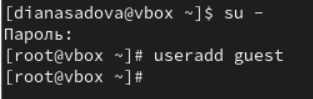 [dianasadova@vbox ~]$ su -
Пароль:
[root@vbox ~]# useradd guest
[root@vbox ~]#